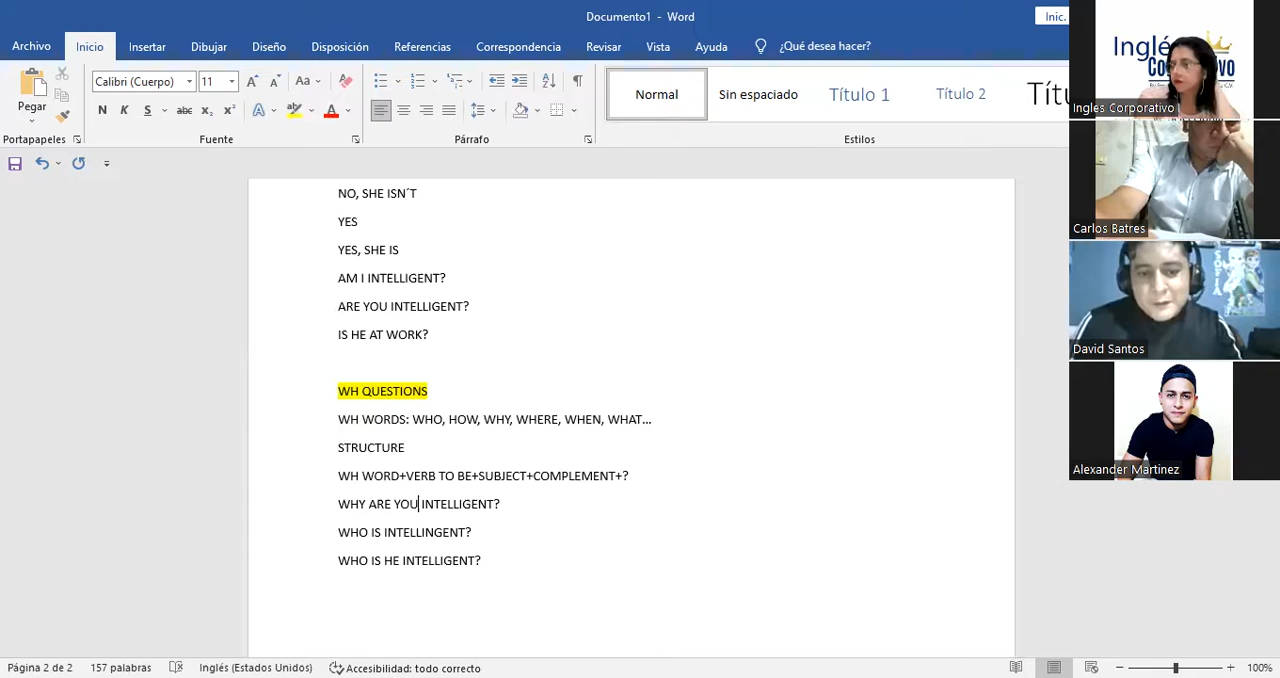 Documento1 - Word
Inic.
Archivo
Inicio
Insertar
Dibujar
Diseño
Disposición
Referencias
Correspondencia
Revisar
Vista
Ayuda
¿Qué desea hacer?
Pegar
Portapapeles
Calibri (Cuerpo)
11
Fuente
Párrafo
Normal
Sin espaciado
Título 1
Título 2
Estilos
NO, SHE ISN´T
YES
YES, SHE IS
AM I INTELLIGENT?
ARE YOU INTELLIGENT?
IS HE AT WORK?
WH QUESTIONS
WH WORDS: WHO, HOW, WHY, WHERE, WHEN, WHAT…
STRUCTURE
WH WORD+VERB TO BE+SUBJECT+COMPLEMENT+?
WHY ARE YOU INTELLIGENT?
WHO IS INTELLINGENT?
WHO IS HE INTELLIGENT?
Ingles Corporativo
Carlos Batres
SOFIA
David Santos
Alexander Martinez
Página 2 de 2
157 palabras
Inglés (Estados Unidos)
Accesibilidad: todo correcto
100%